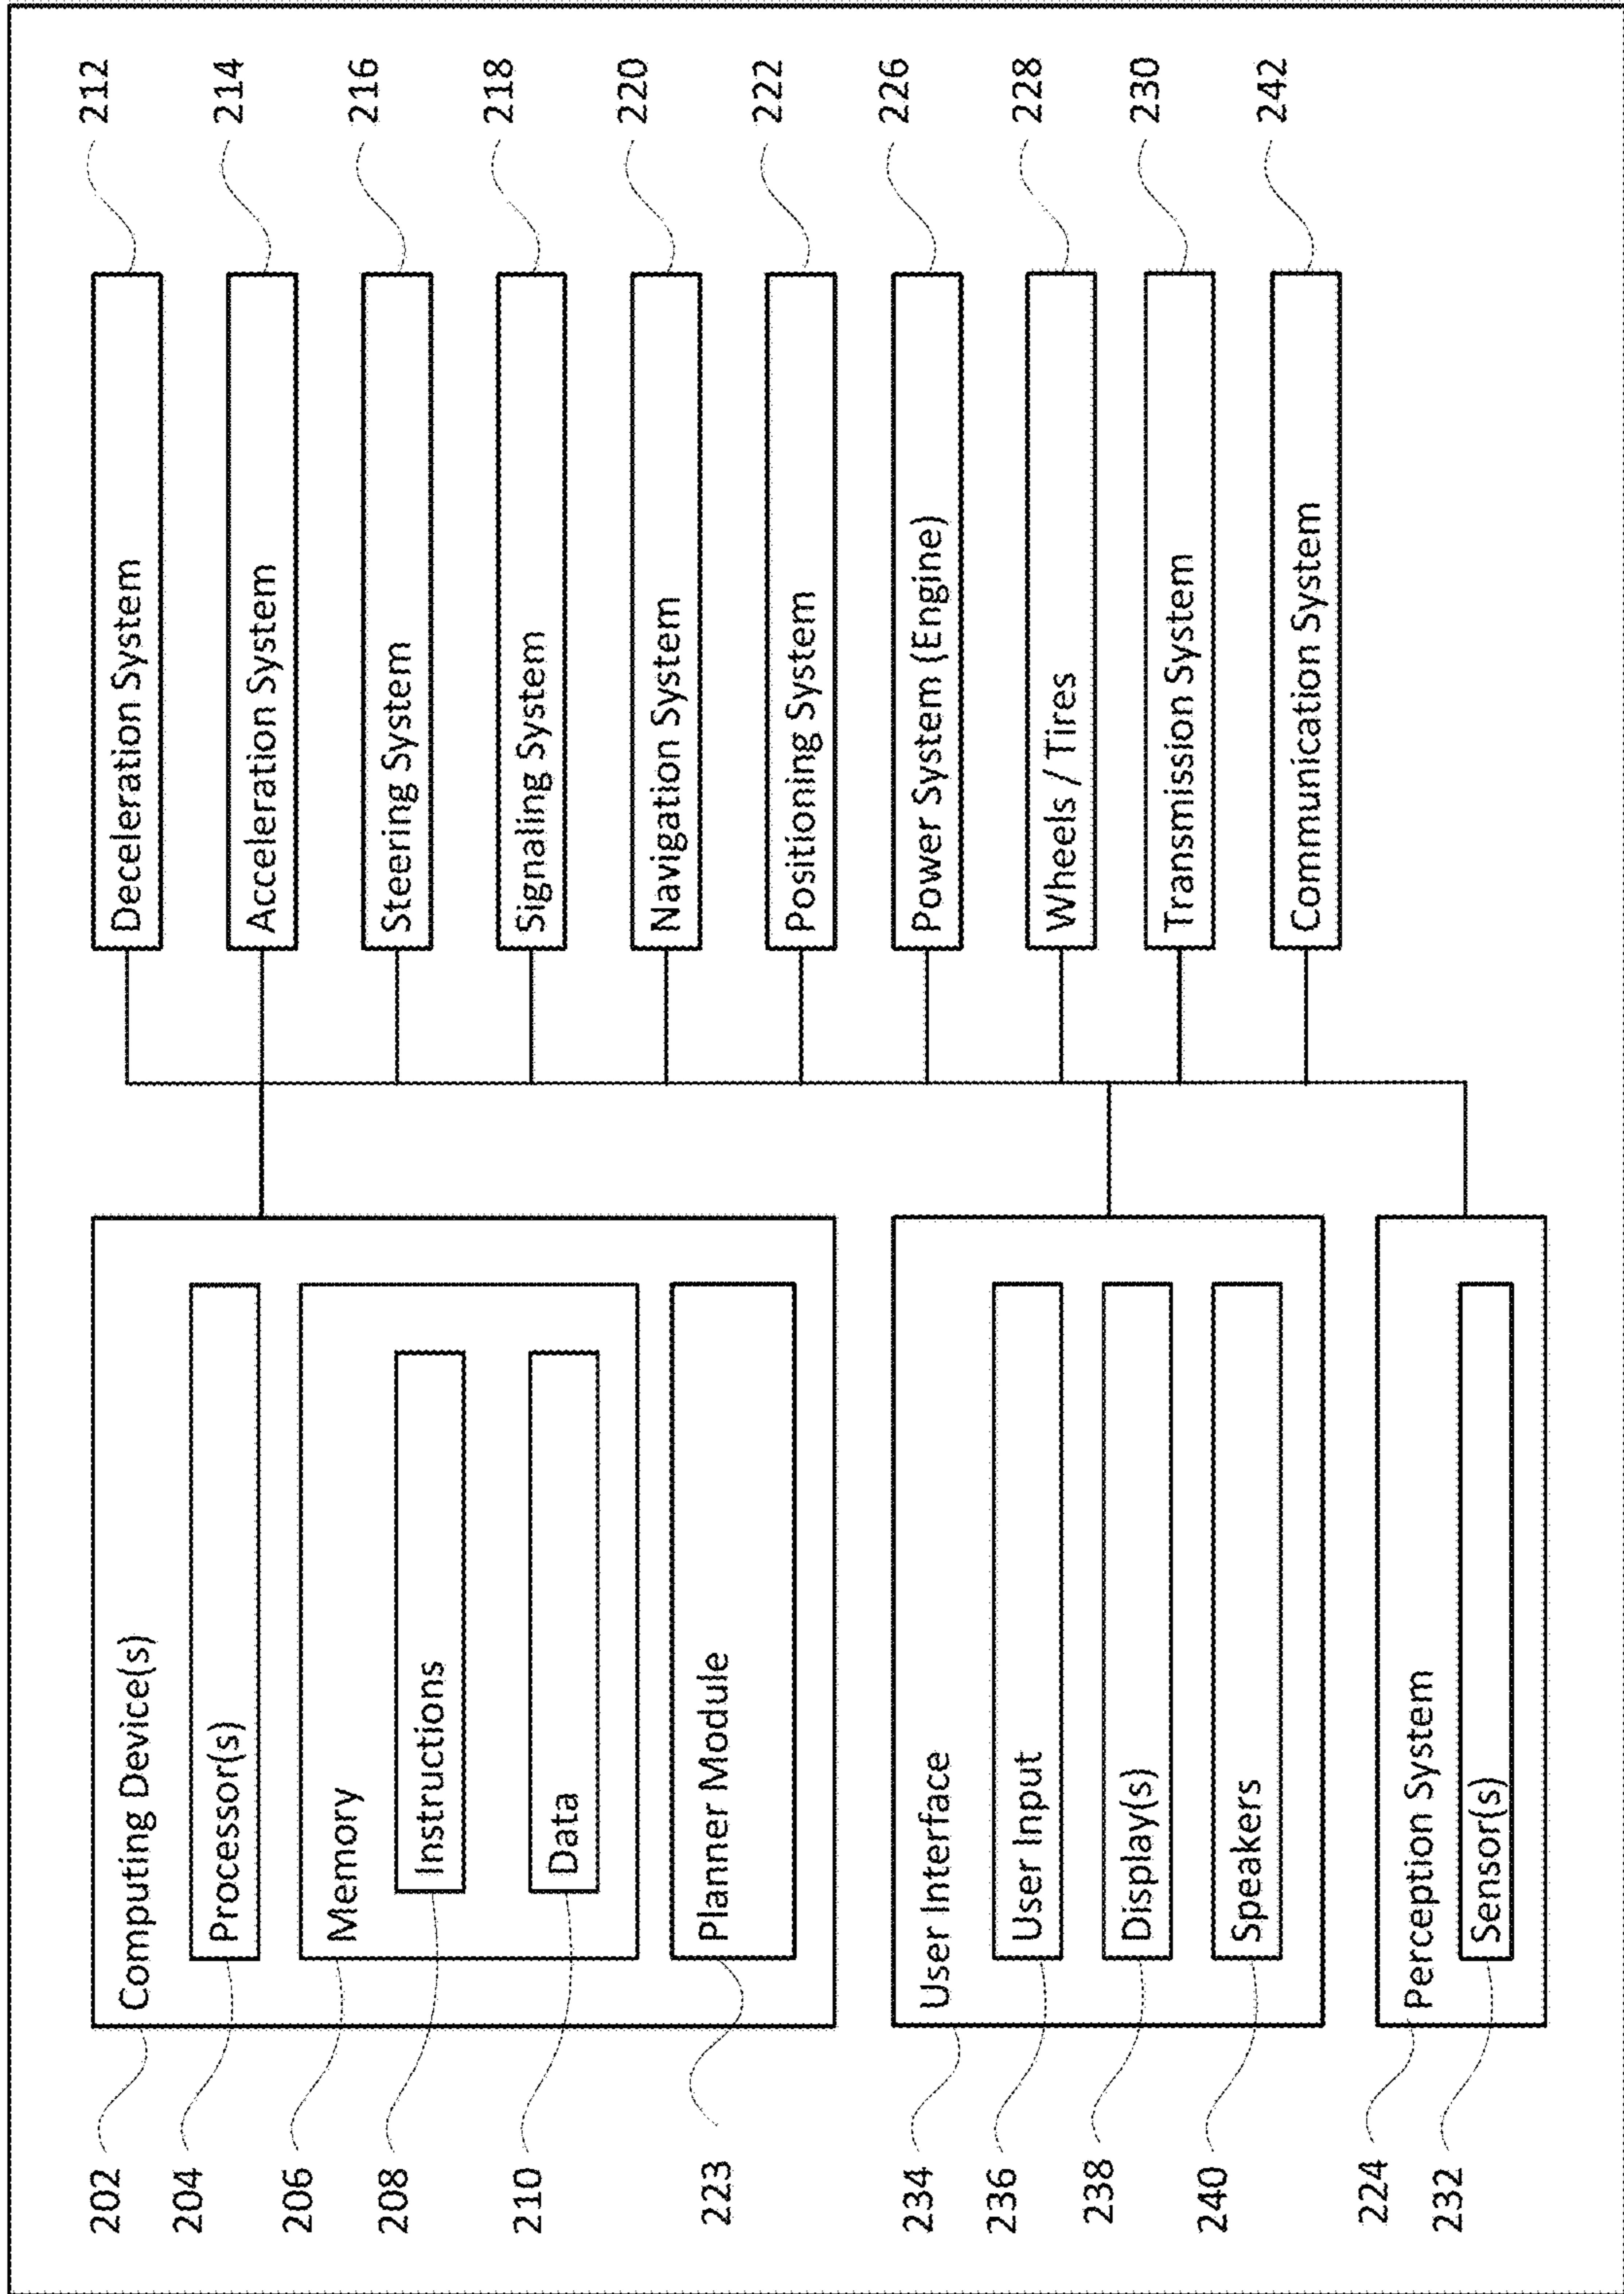 202
Computing Device(s)
204
Processor(s)
206
Memory
208
Instructions
210
Data
223
Planner Module
234
User Interface
236
User Input
238
Display(s)
240
Speakers
224
Perception System
232
Sensor(s)
Deceleration System
212
Acceleration System
214
Steering System
216
Signaling System
218
Navigation System
220
Positioning System
222
Power System (Engine)
226
Wheels / Tires
228
Transmission System
230
Communication System
242